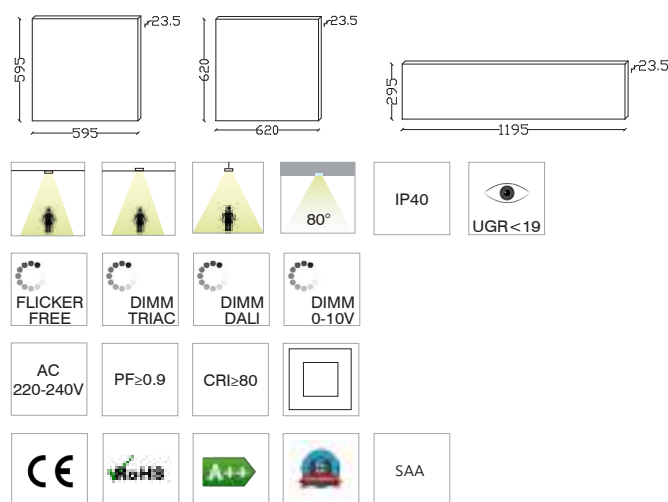 23.5
595
595
23.5
620
620
23.5
295
1195
80°
IP40
UGR<19
FLICKER
FREE
DIMM
TRIAC
DIMM
DALI
DIMM
0-10V
AC
220-240V
PF≥0.9
CRI≥80
CE
RoHS
A++
SAA